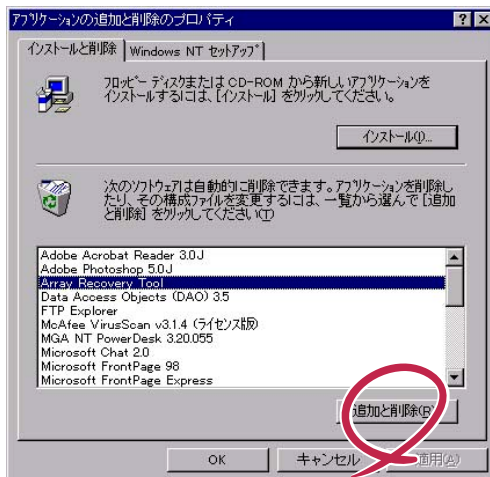 アプリケーションの追加と削除のプロパティ
インストールと削除
Windows NT セットアップ
フロッピー ディスクまたは CD-ROM から新しいアプリケーションを
インストールするには、[インストール] をクリックしてください。
インストール(I)...
次のソフトウェアは自動的に削除できます。アプリケーションを削除し
たり、その構成ファイルを変更するには、一覧から選んで [追加
と削除] をクリックしてください(T)
Adobe Acrobat Reader 3.0J
Adobe Photoshop 5.0J
Array Recovery Tool
Data Access Objects (DAO) 3.5
FTP Explorer
McAfee VirusScan v3.1.4 (ライセンス版)
MGA NT PowerDesk 3.20.055
Microsoft Chat 2.0
Microsoft FrontPage 98
Microsoft FrontPage Express
追加と削除(R)...
OK
キャンセル
適用(A)